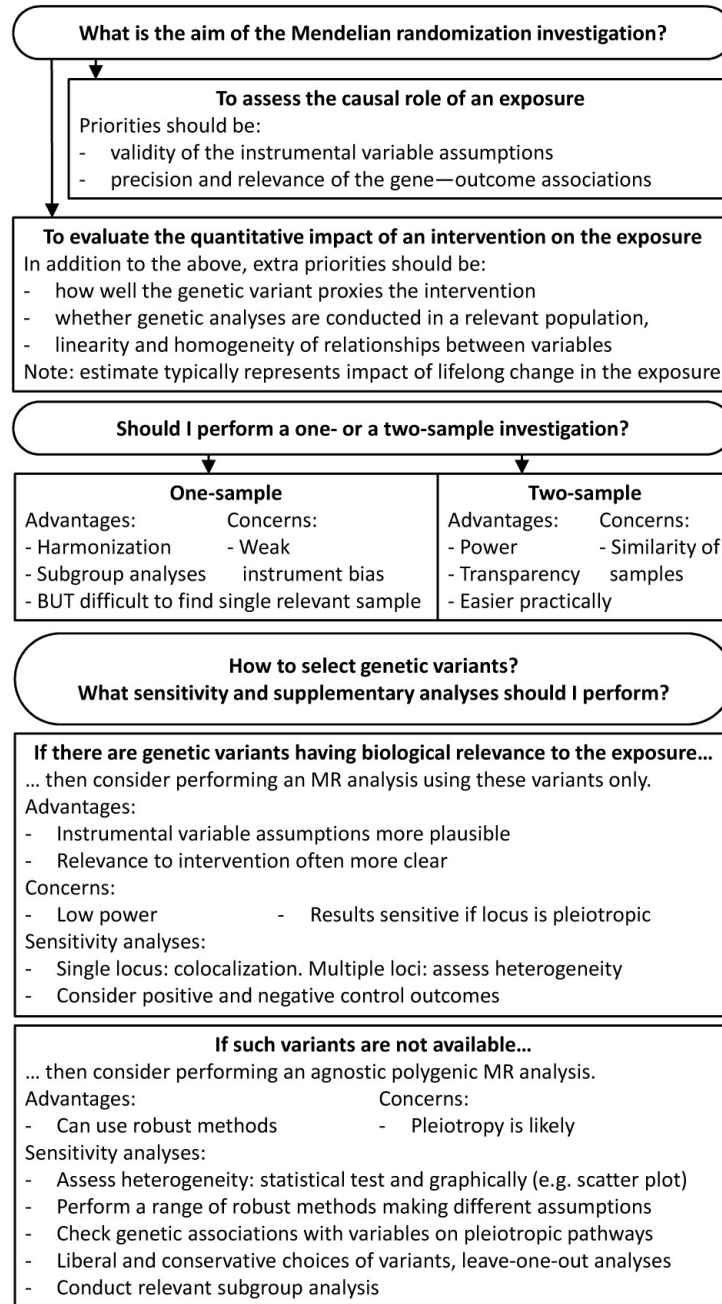 What is the aim of the Mendelian randomization investigation?
To assess the causal role of an exposure
Priorities should be:
- validity of the instrumental variable assumptions
- precision and relevance of the gene—outcome associations
To evaluate the quantitative impact of an intervention on the exposure
In addition to the above, extra priorities should be:
- how well the genetic variant proxies the intervention
- whether genetic analyses are conducted in a relevant population,
- linearity and homogeneity of relationships between variables
Note: estimate typically represents impact of lifelong change in the exposure
Should I perform a one- or a two-sample investigation?
One-sample
Advantages: Concerns:
- Harmonization - Weak
- Subgroup analyses instrument bias
- BUT difficult to find single relevant sample
Two-sample
Advantages: Concerns:
- Power - Similarity of
- Transparency samples
- Easier practically
How to select genetic variants?
What sensitivity and supplementary analyses should I perform?
If there are genetic variants having biological relevance to the exposure…
… then consider performing an MR analysis using these variants only.
Advantages:
- Instrumental variable assumptions more plausible
- Relevance to intervention often more clear
Concerns:
- Low power - Results sensitive if locus is pleiotropic
Sensitivity analyses:
- Single locus: colocalization. Multiple loci: assess heterogeneity
- Consider positive and negative control outcomes
If such variants are not available…
… then consider performing an agnostic polygenic MR analysis.
Advantages: Concerns:
- Can use robust methods - Pleiotropy is likely
Sensitivity analyses:
- Assess heterogeneity: statistical test and graphically (e.g. scatter plot)
- Perform a range of robust methods making different assumptions
- Check genetic associations with variables on pleiotropic pathways
- Liberal and conservative choices of variants, leave-one-out analyses
- Conduct relevant subgroup analysis